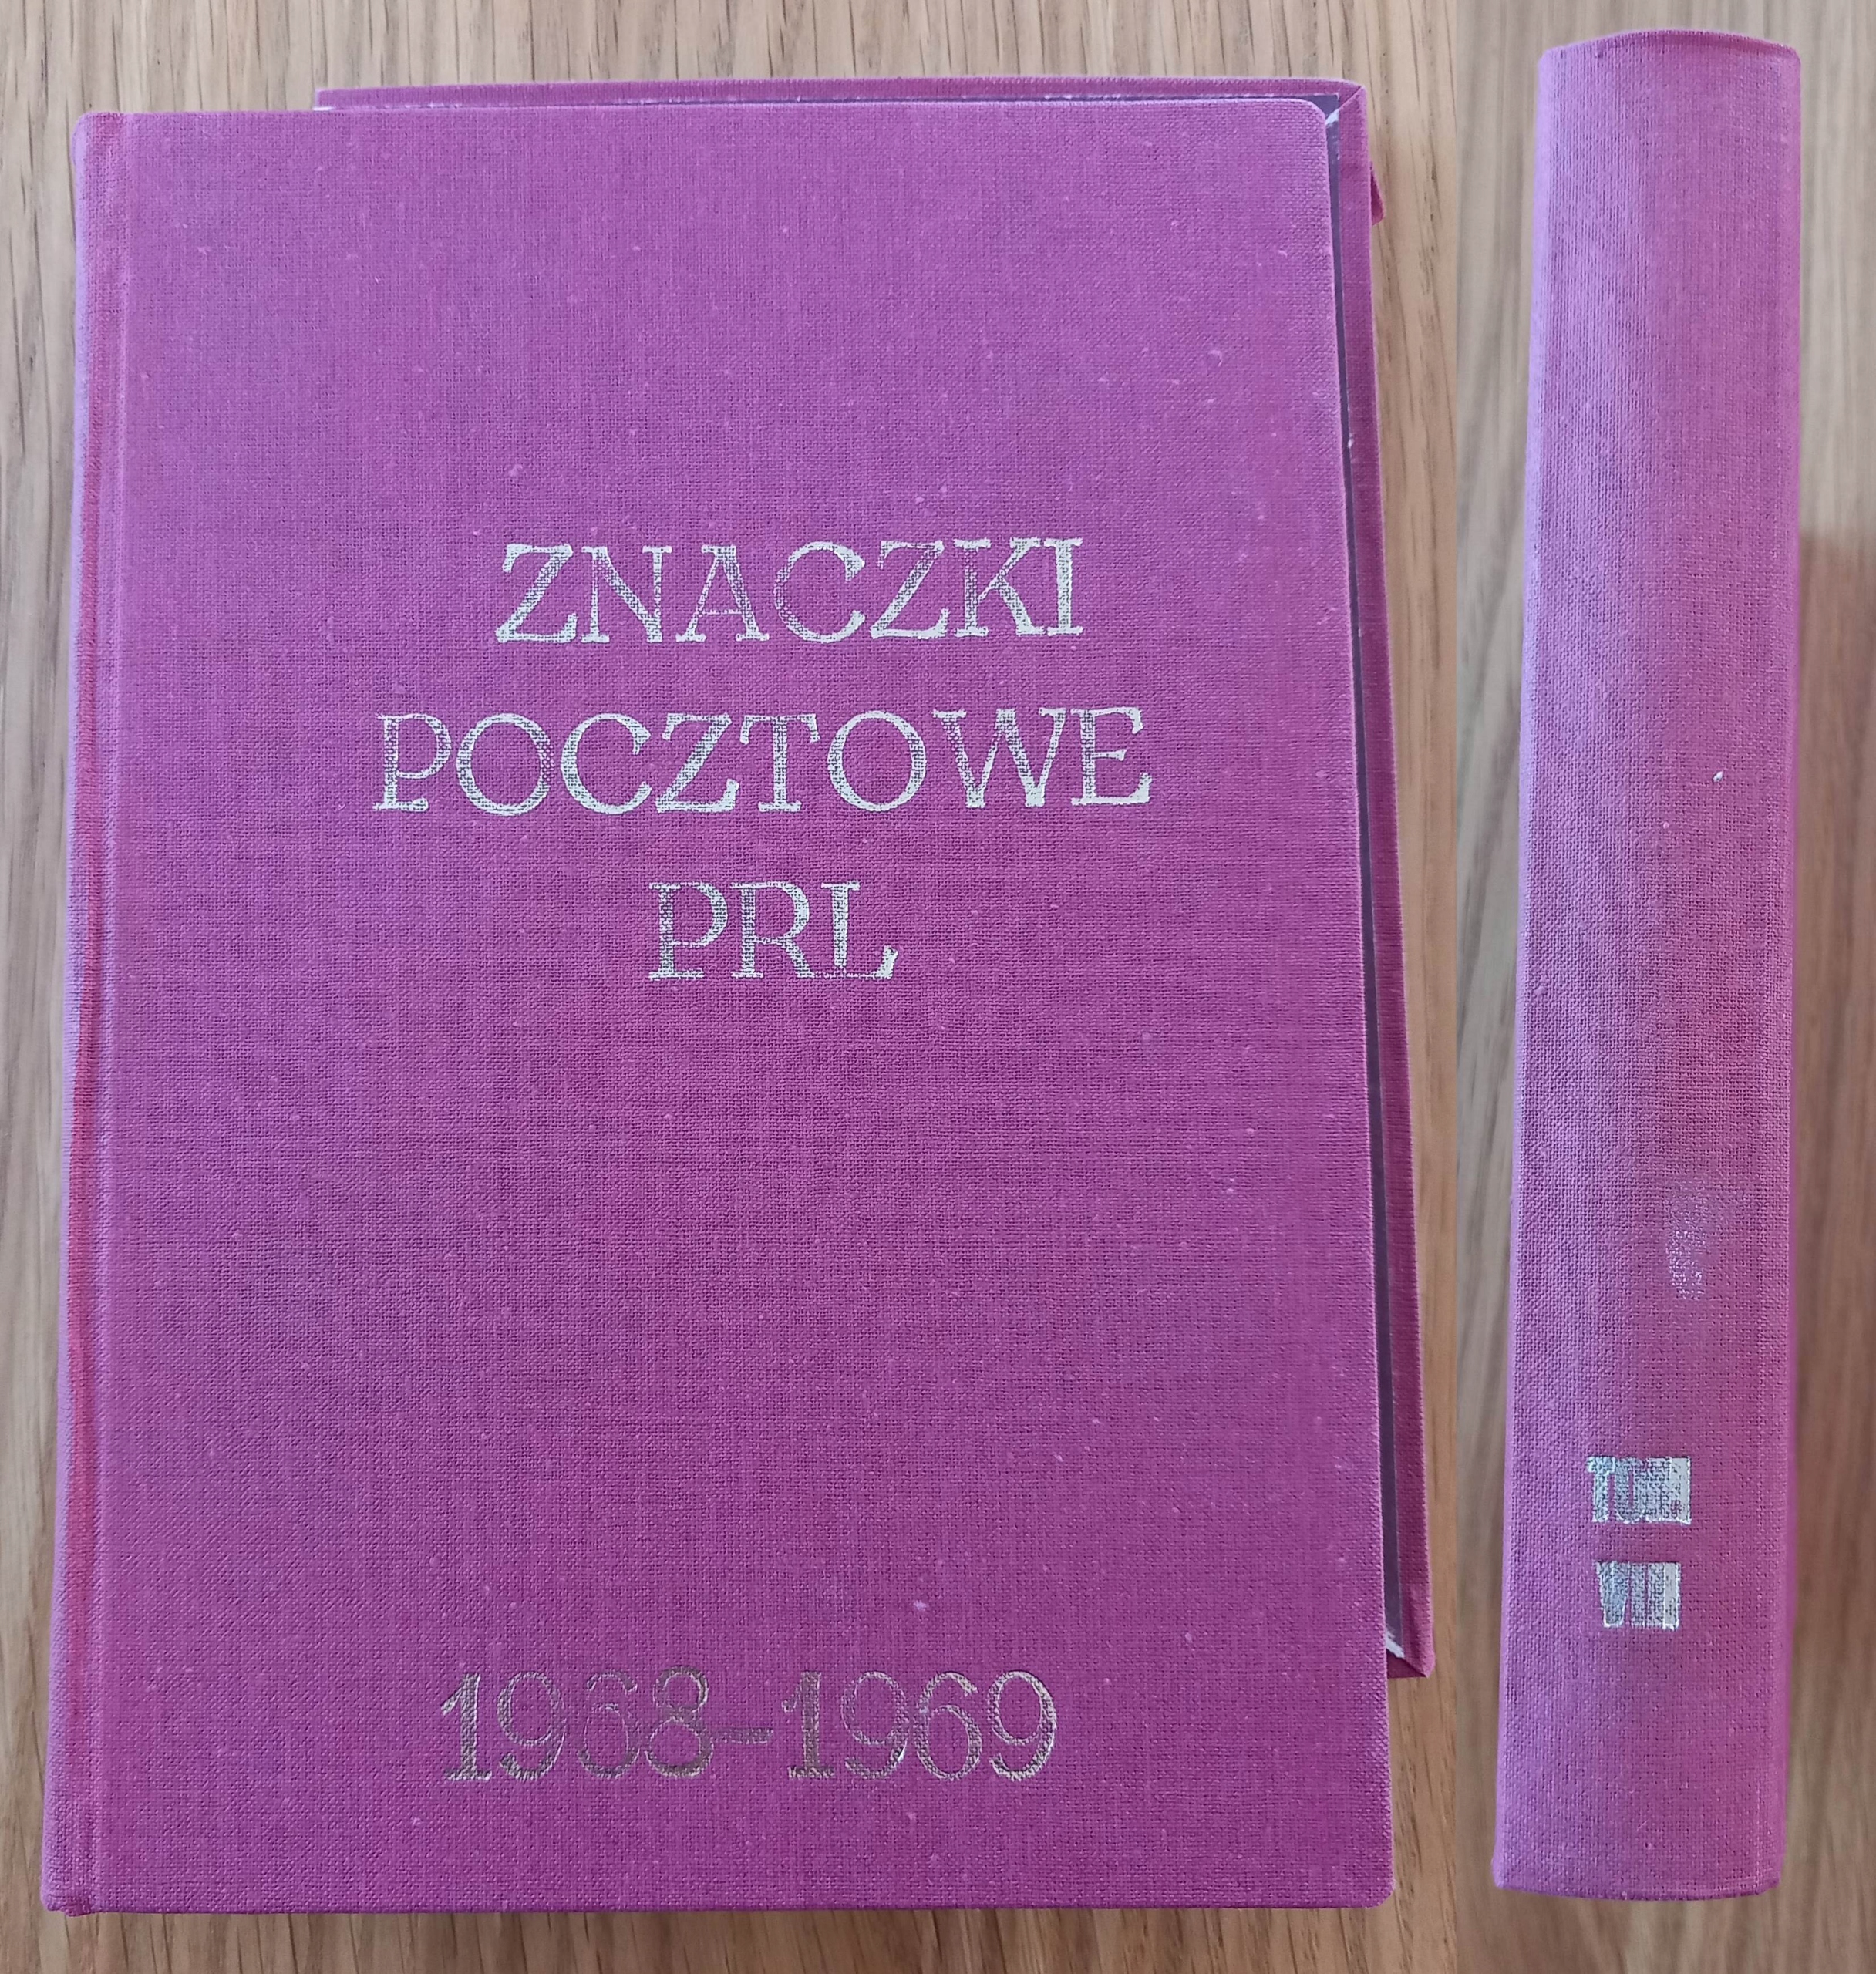 ZNACZKI
POCZTOWE
PRL
1968–1969
TOM
VIII